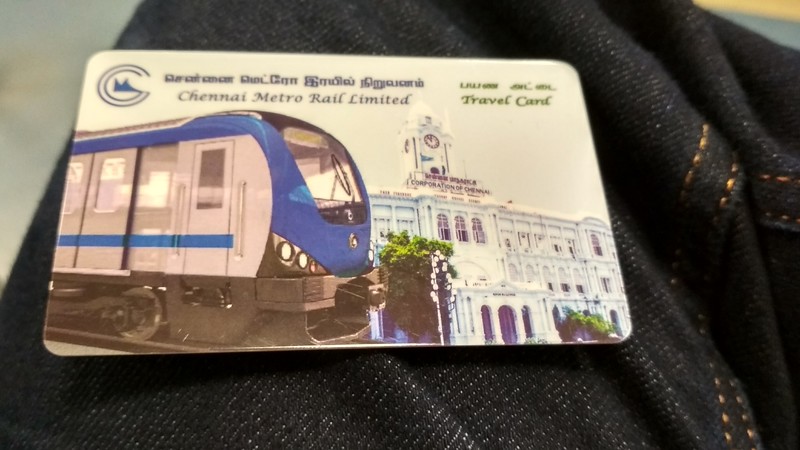 சென்னை மெட்ரோ இரயில் நிறுவனம்
Chennai Metro Rail Limited
பயண அட்டை
Travel Card
CORPORATION OF CHENNAI